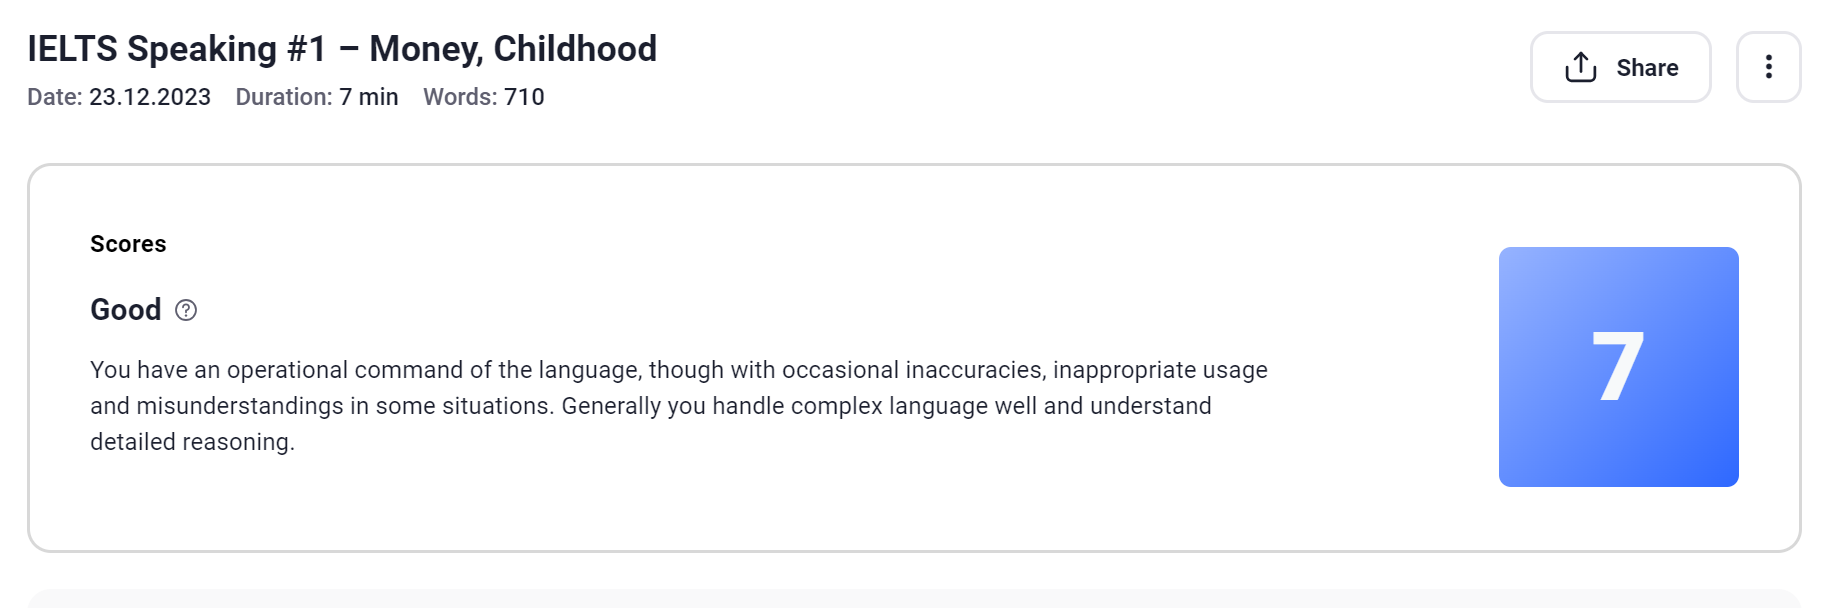 IELTS Speaking #1 – Money, Childhood
Date: 23.12.2023 Duration: 7 min Words: 710
Share
Scores
Good
You have an operational command of the language, though with occasional inaccuracies, inappropriate usage
and misunderstandings in some situations. Generally you handle complex language well and understand
detailed reasoning.
7